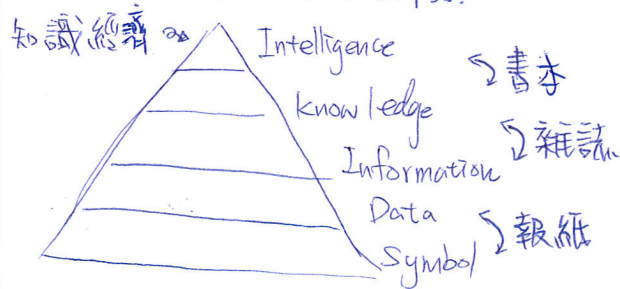 知識經濟
Intelligence
書本
knowledge
雜誌
Information
Data
報紙
Symbol